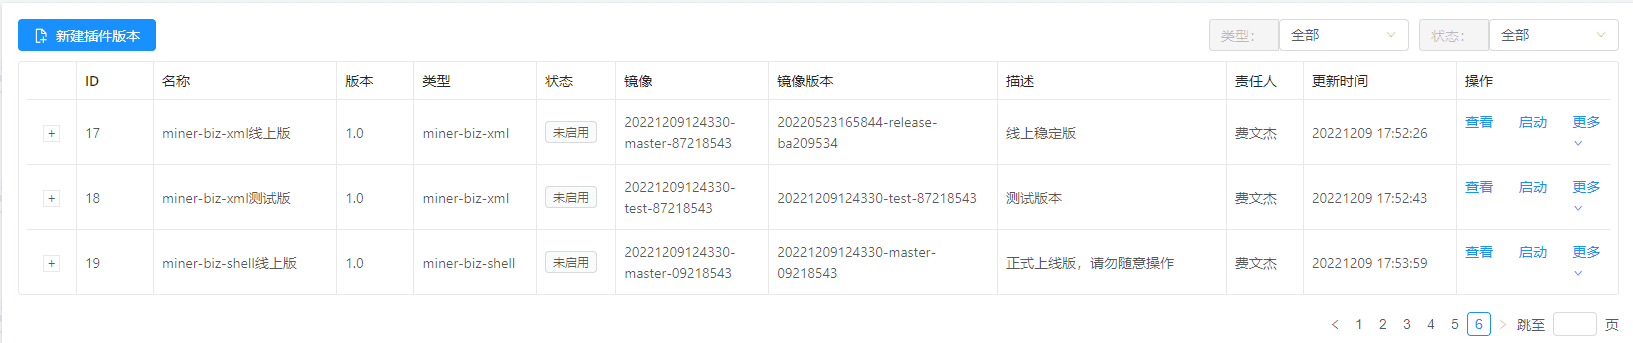 新建插件版本
类型： 全部 状态： 全部
ID 名称 版本 类型 状态 镜像 镜像版本 描述 责任人 更新时间 操作
+ 17 miner-biz-xml线上版 1.0 miner-biz-xml 未启用 20221209124330- 20220523165844-release- 线上稳定版 费文杰 20221209 17:52:26 查看 启动 更多
master-87218543 ba209534
+ 18 miner-biz-xml测试版 1.0 miner-biz-xml 未启用 20221209124330- 20221209124330-test-87218543 测试版本 费文杰 20221209 17:52:43 查看 启动 更多
test-87218543
+ 19 miner-biz-shell线上版 1.0 miner-biz-shell 未启用 20221209124330- 20221209124330-master- 正式上线版，请勿随意操作 费文杰 20221209 17:53:59 查看 启动 更多
master-09218543 09218543
< 1 2 3 4 5 6 > 跳至 页